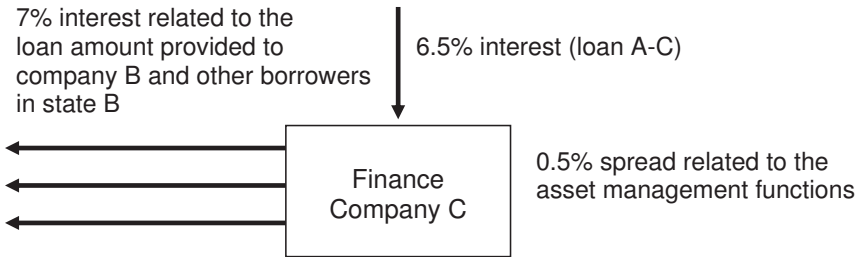 7% interest related to the
loan amount provided to
company B and other borrowers
in state B
6.5% interest (loan A-C)
Finance
Company C
0.5% spread related to the
asset management functions